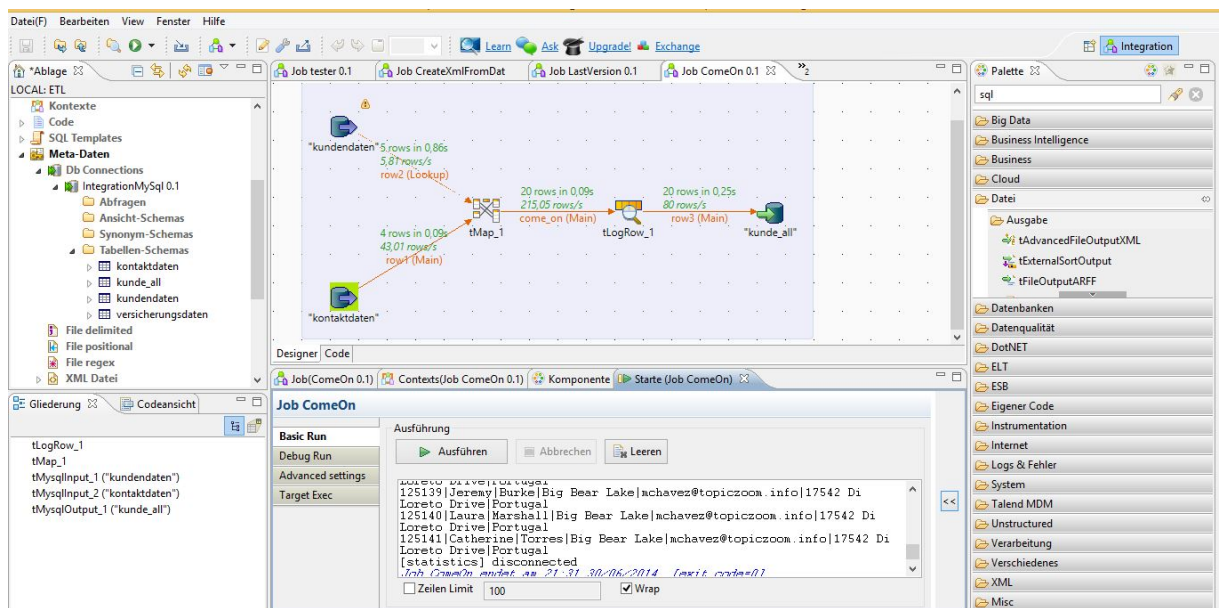 Datei(F) Bearbeiten View Fenster Hilfe
Learn Ask Upgrade! Exchange
Integration
*Ablage
LOCAL: ETL
Kontexte
Code
SQL Templates
Meta-Daten
Db Connections
IntegrationMySql 0.1
Abfragen
Ansicht-Schemas
Synonym-Schemas
Tabellen-Schemas
kontaktdaten
kunde_all
kundendaten
versicherungsdaten
File delimited
File positional
File regex
XML Datei
Gliederung Codeansicht
tLogRow_1
tMap_1
tMysqlInput_1 ("kundendaten")
tMysqlInput_2 ("kontaktdaten")
tMysqlOutput_1 ("kunde_all")
Job tester 0.1 Job CreateXmlFromDat Job LastVersion 0.1 Job ComeOn 0.1 »2
"kundendaten"
5 rows in 0,86s
5,81 rows/s
row2 (Lookup)
4 rows in 0,09s
43,01 rows/s
row1 (Main)
"kontaktdaten"
tMap_1
20 rows in 0,09s
215,05 rows/s
come_on (Main)
tLogRow_1
20 rows in 0,25s
80 rows/s
row3 (Main)
"kunde_all"
Designer Code
Job(ComeOn 0.1) Contexts(Job ComeOn 0.1) Komponente Starte (Job ComeOn)
Job ComeOn
Basic Run
Debug Run
Advanced settings
Target Exec
Ausführung
Ausführen Abbrechen Leeren
Loreto Drive|Portugal
125139|Jeremy|Burke|Big Bear Lake|mchavez@topiczoom.info|17542 Di
Loreto Drive|Portugal
125140|Laura|Marshall|Big Bear Lake|mchavez@topiczoom.info|17542 Di
Loreto Drive|Portugal
125141|Catherine|Torres|Big Bear Lake|mchavez@topiczoom.info|17542 Di
Loreto Drive|Portugal
[statistics] disconnected
Job ComeOn endet am 21:31 30/06/2014. [exit code=0]
Zeilen Limit 100 Wrap
<<
Palette
sql
Big Data
Business Intelligence
Business
Cloud
Datei
Ausgabe
tAdvancedFileOutputXML
tExternalSortOutput
tFileOutputARFF
Datenbanken
Datenqualität
DotNET
ELT
ESB
Eigener Code
Instrumentation
Internet
Logs & Fehler
System
Talend MDM
Unstructured
Verarbeitung
Verschiedenes
XML
Misc